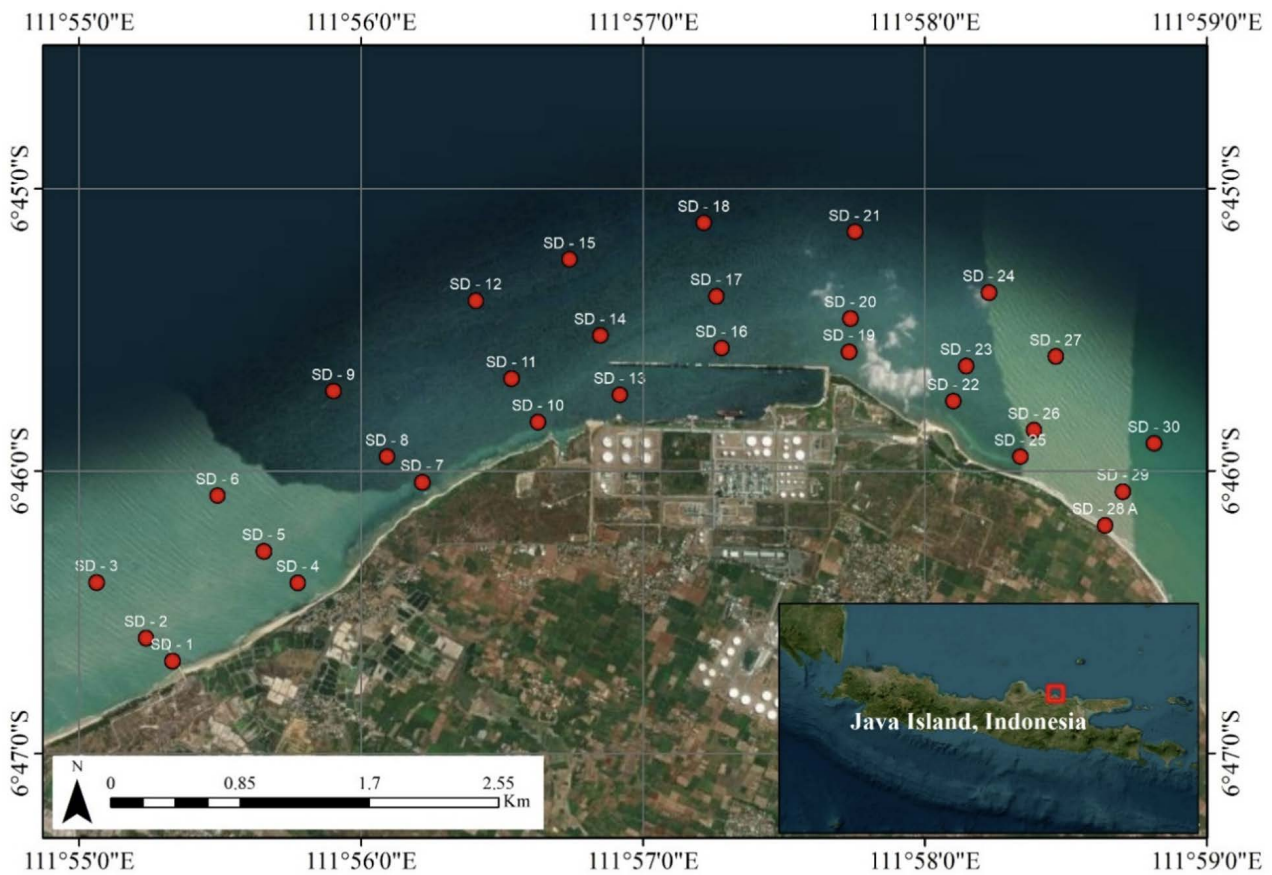 111°55'0"E 111°56'0"E 111°57'0"E 111°58'0"E 111°59'0"E
6°45'0"S 6°45'0"S
SD - 18
SD - 21
SD - 15
SD - 24
SD - 17
SD - 12
SD - 20
SD - 14
SD - 16
SD - 19
SD - 27
SD - 23
SD - 11
SD - 9
SD - 13
SD - 22
SD - 10
SD - 26
SD - 30
SD - 8
SD - 25
6°46'0"S 6°46'0"S
SD - 7
SD - 6
SD - 29
SD - 28 A
SD - 5
SD - 3
SD - 4
SD - 2
SD - 1
Java Island, Indonesia
6°47'0"S 6°47'0"S
N
0 0.85 1.7 2.55
Km
111°55'0"E 111°56'0"E 111°57'0"E 111°58'0"E 111°59'0"E